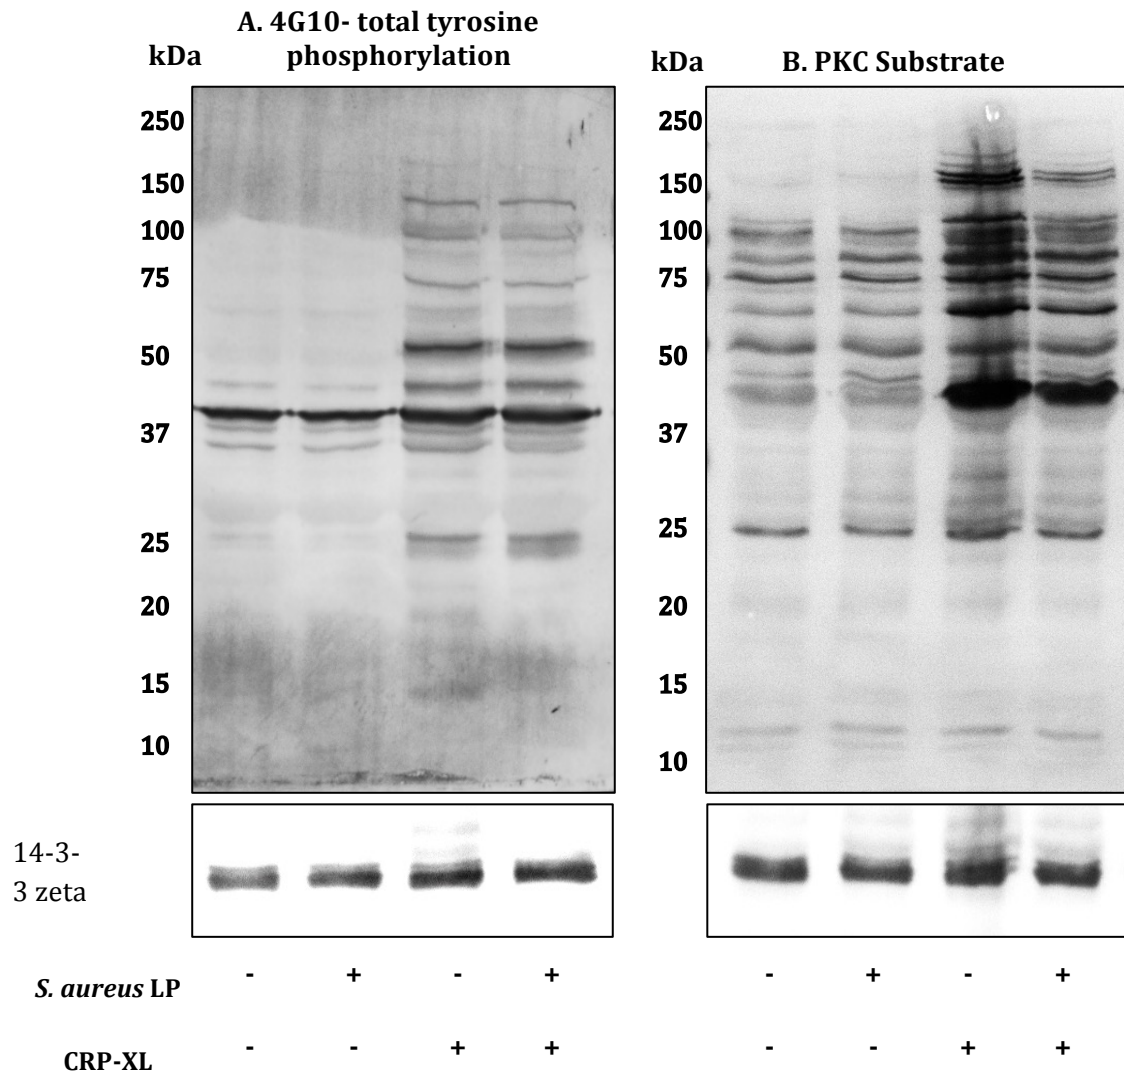 A. 4G10- total tyrosine
phosphorylation
kDa
250
150
100
75
50
37
25
20
15
10
B. PKC Substrate
kDa
250
150
100
75
50
37
25
20
15
10
14-3-
3 zeta
S. aureus LP - + - + - + - +
CRP-XL - - + + - - + +